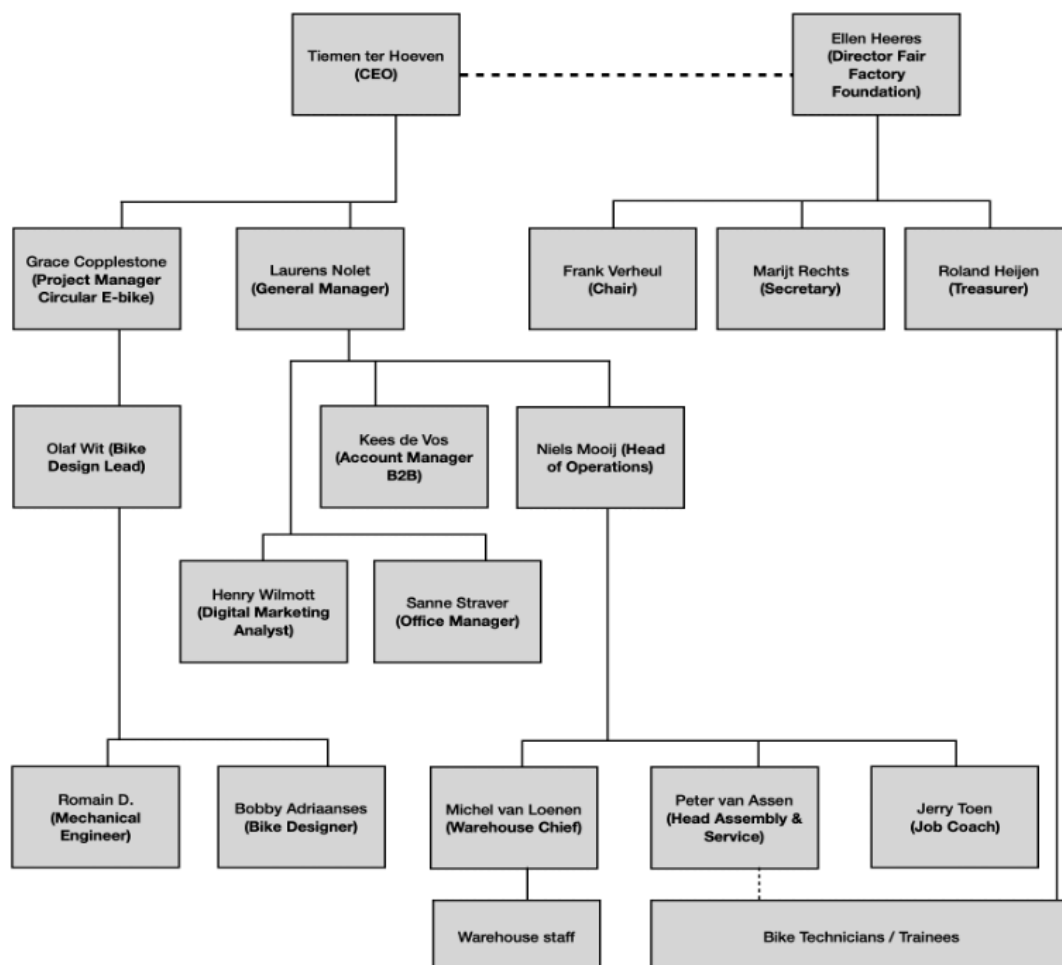 Tiemen ter Hoeven
(CEO)
Ellen Heeres
(Director Fair
Factory
Foundation)
Grace Copplestone
(Project Manager
Circular E-bike)
Laurens Nolet
(General Manager)
Frank Verheul
(Chair)
Marijt Rechts
(Secretary)
Roland Heijen
(Treasurer)
Olaf Wit (Bike
Design Lead)
Kees de Vos
(Account Manager
B2B)
Niels Mooij (Head
of Operations)
Henry Wilmott
(Digital Marketing
Analyst)
Sanne Straver
(Office Manager)
Romain D.
(Mechanical
Engineer)
Bobby Adriaanses
(Bike Designer)
Michel van Loenen
(Warehouse Chief)
Peter van Assen
(Head Assembly &
Service)
Jerry Toen
(Job Coach)
Warehouse staff
Bike Technicians / Trainees